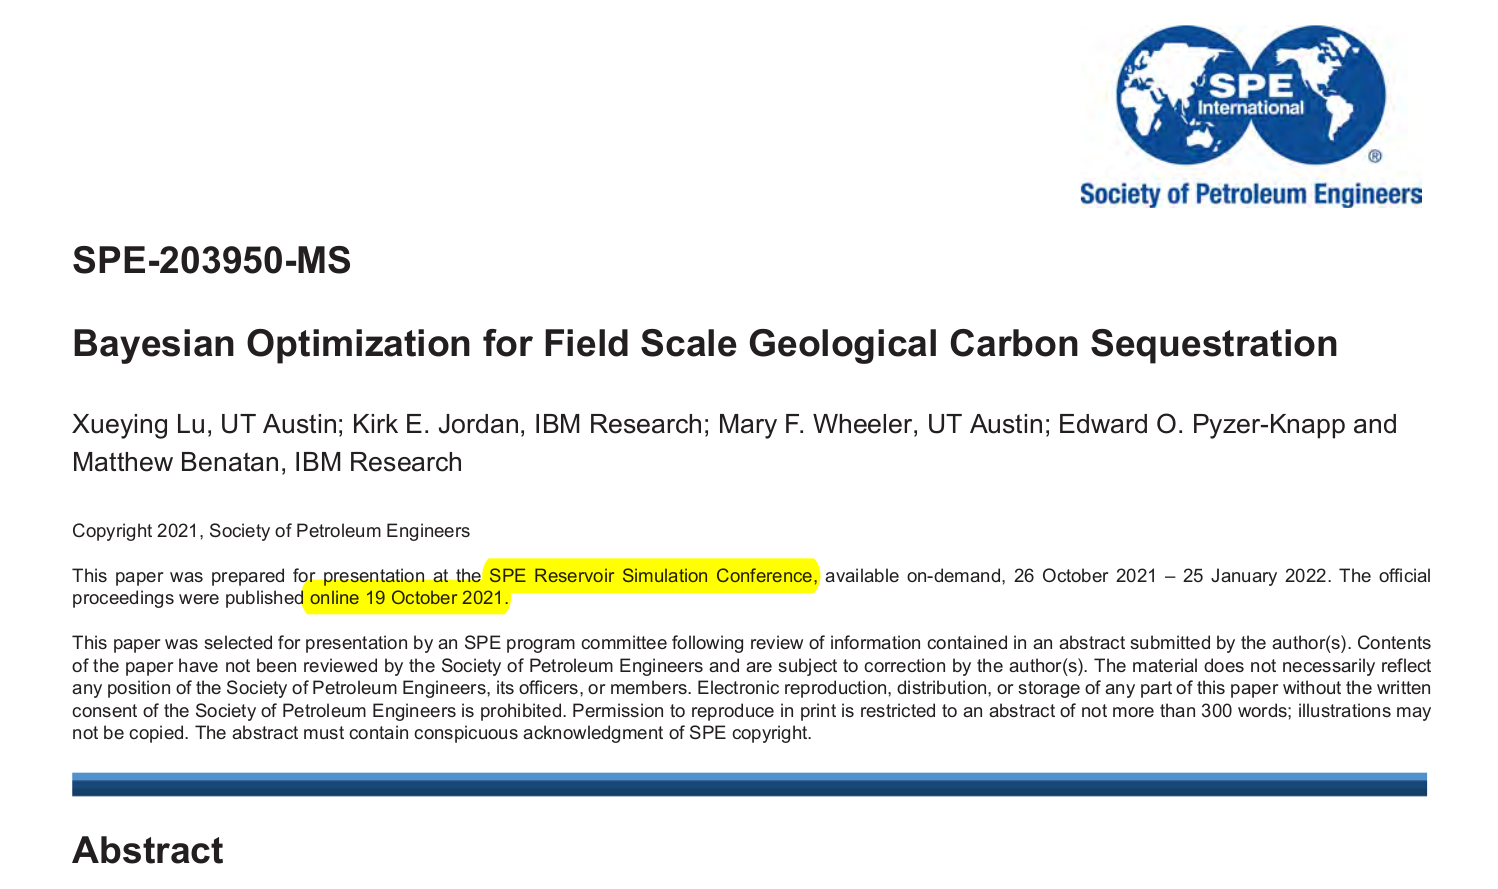 SPE
International
®
Society of Petroleum Engineers
SPE-203950-MS
Bayesian Optimization for Field Scale Geological Carbon Sequestration
Xueying Lu, UT Austin; Kirk E. Jordan, IBM Research; Mary F. Wheeler, UT Austin; Edward O. Pyzer-Knapp and
Matthew Benatan, IBM Research
Copyright 2021, Society of Petroleum Engineers
This paper was prepared for presentation at the SPE Reservoir Simulation Conference, available on-demand, 26 October 2021 – 25 January 2022. The official
proceedings were published online 19 October 2021.
This paper was selected for presentation by an SPE program committee following review of information contained in an abstract submitted by the author(s). Contents
of the paper have not been reviewed by the Society of Petroleum Engineers and are subject to correction by the author(s). The material does not necessarily reflect
any position of the Society of Petroleum Engineers, its officers, or members. Electronic reproduction, distribution, or storage of any part of this paper without the written
consent of the Society of Petroleum Engineers is prohibited. Permission to reproduce in print is restricted to an abstract of not more than 300 words; illustrations may
not be copied. The abstract must contain conspicuous acknowledgment of SPE copyright.
Abstract